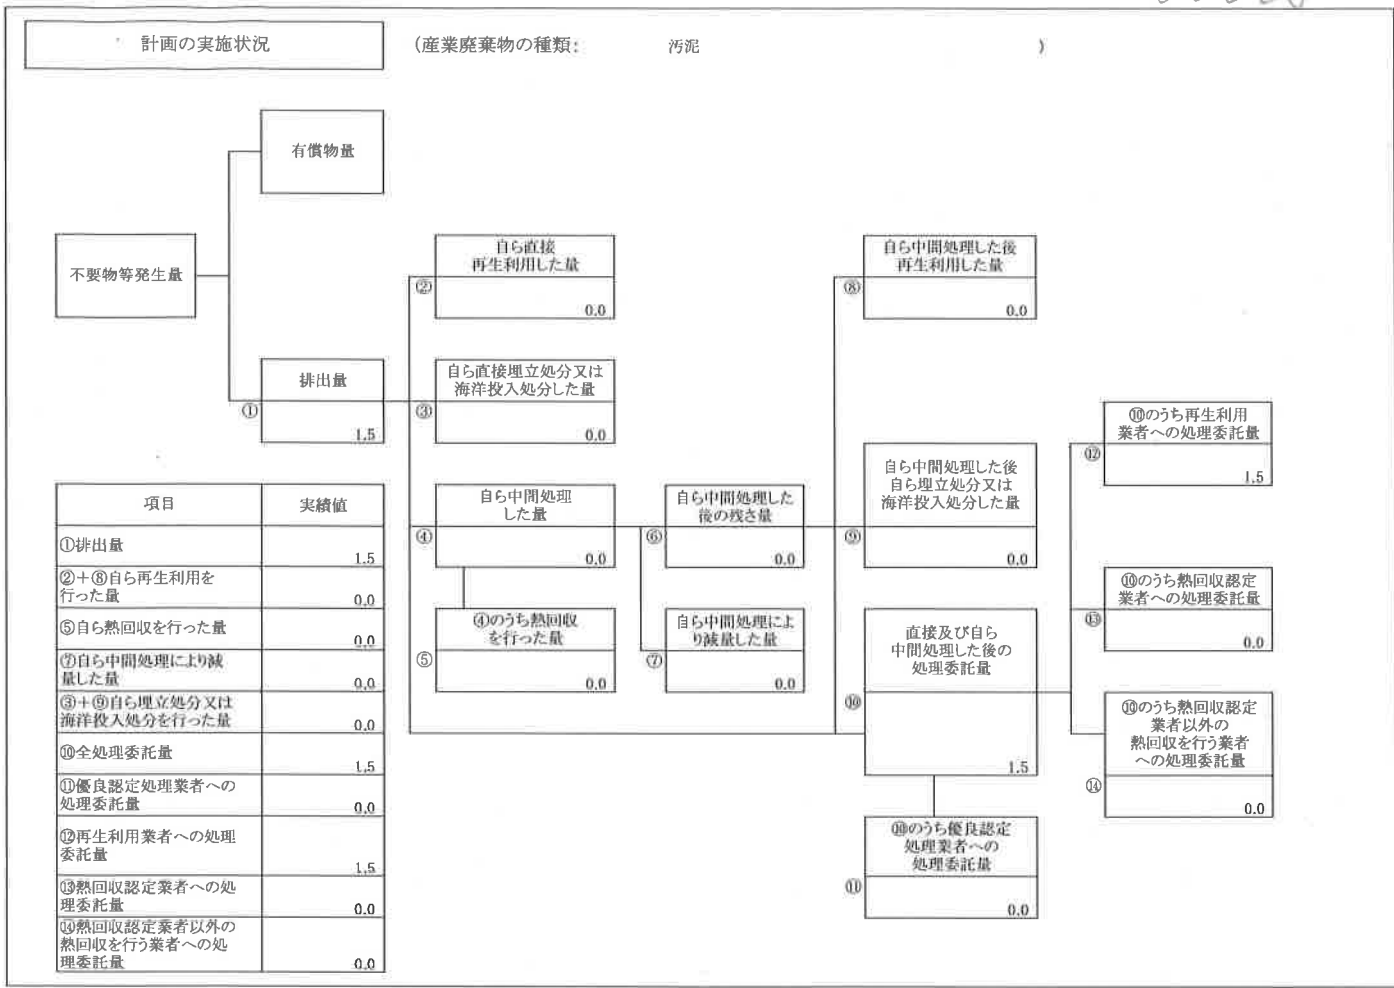 計画の実施状況
(産業廃棄物の種類: 汚泥 )
有償物量
不要物等発生量
排出量
①
1.5
自ら直接
再生利用した量
②
0.0
自ら直接埋立処分又は
海洋投入処分した量
③
0.0
自ら中間処理
した量
④
0.0
④のうち熱回収
を行った量
⑤
0.0
自ら中間処理した
後の残さ量
⑥
0.0
自ら中間処理によ
り減量した量
⑦
0.0
自ら中間処理した後
再生利用した量
⑧
0.0
自ら中間処理した後
自ら埋立処分又は
海洋投入処分した量
⑨
0.0
直接及び自ら
中間処理した後の
処理委託量
⑩
1.5
⑩のうち優良認定
処理業者への
処理委託量
⑪
0.0
⑩のうち再生利用
業者への処理委託量
⑫
1.5
⑩のうち熱回収認定
業者への処理委託量
⑬
0.0
⑩のうち熱回収認定
業者以外の
熱回収を行う業者
への処理委託量
⑭
0.0
項目 実績値
①排出量
1.5
②+⑧自ら再生利用を
行った量 0.0
⑤自ら熱回収を行った量
0.0
⑦自ら中間処理により減
量した量 0.0
③+⑨自ら埋立処分又は
海洋投入処分を行った量 0.0
⑩全処理委託量
1.5
⑪優良認定処理業者への
処理委託量 0.0
⑫再生利用業者への処理
委託量
1.5
⑬熱回収認定業者への処
理委託量 0.0
⑭熱回収認定業者以外の
熱回収を行う業者への処
理委託量 0.0